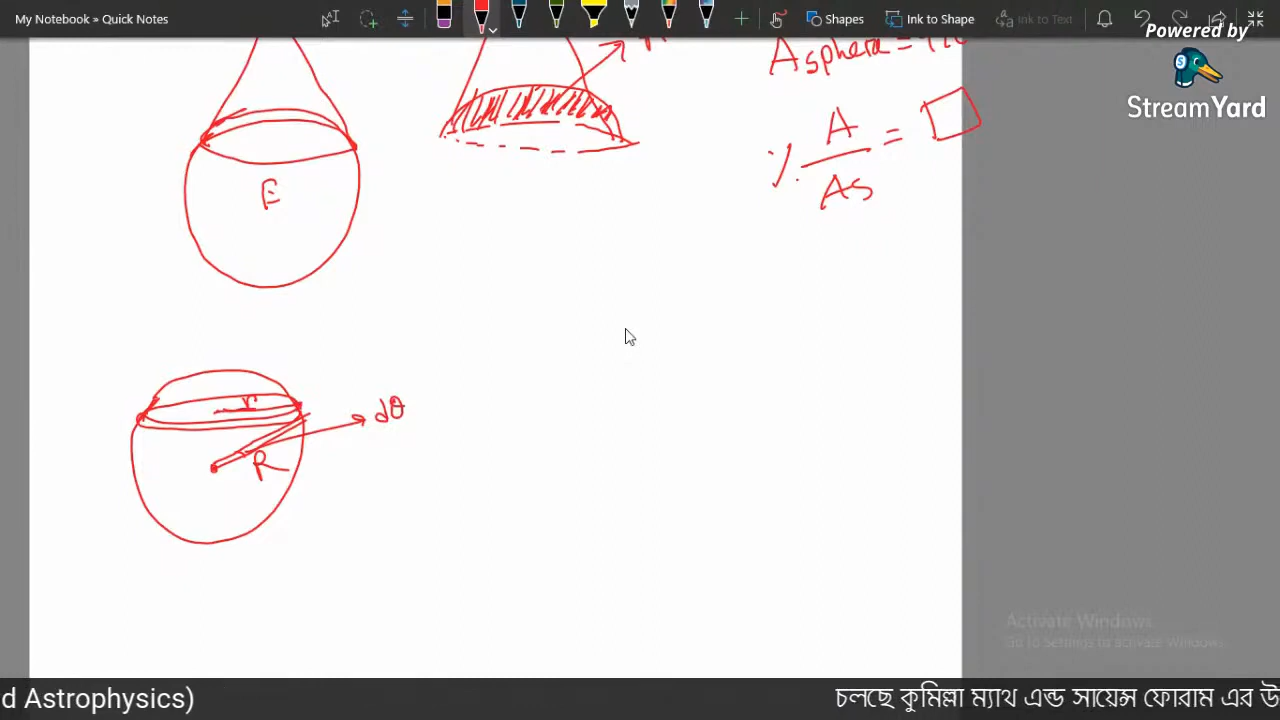 My Notebook » Quick Notes
Shapes
Ink to Shape
Ink to Text
Powered by
StreamYard
A sphere =
% A / As =
E
r
dθ
R
Activate Windows
Go to Settings to activate Windows.
d Astrophysics)
চলছে কুমিল্লা ম্যাথ এন্ড সায়েন্স ফোরাম এর উ